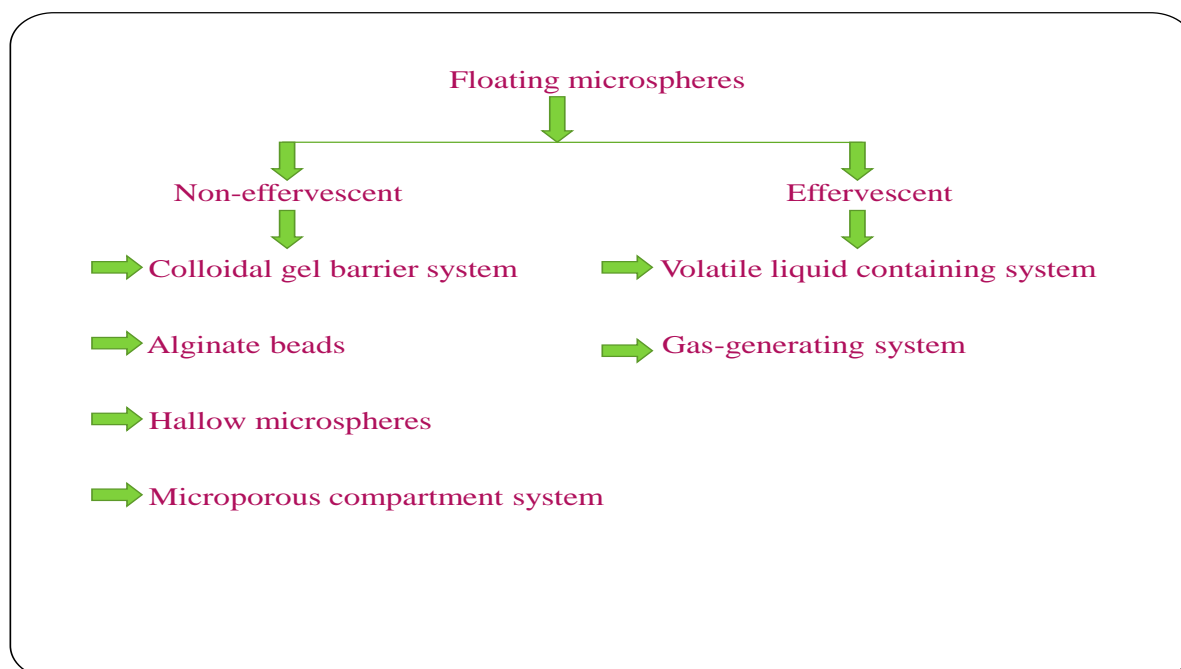 Floating microspheres
Non-effervescent
Effervescent
Colloidal gel barrier system
Volatile liquid containing system
Alginate beads
Gas-generating system
Hallow microspheres
Microporous compartment system